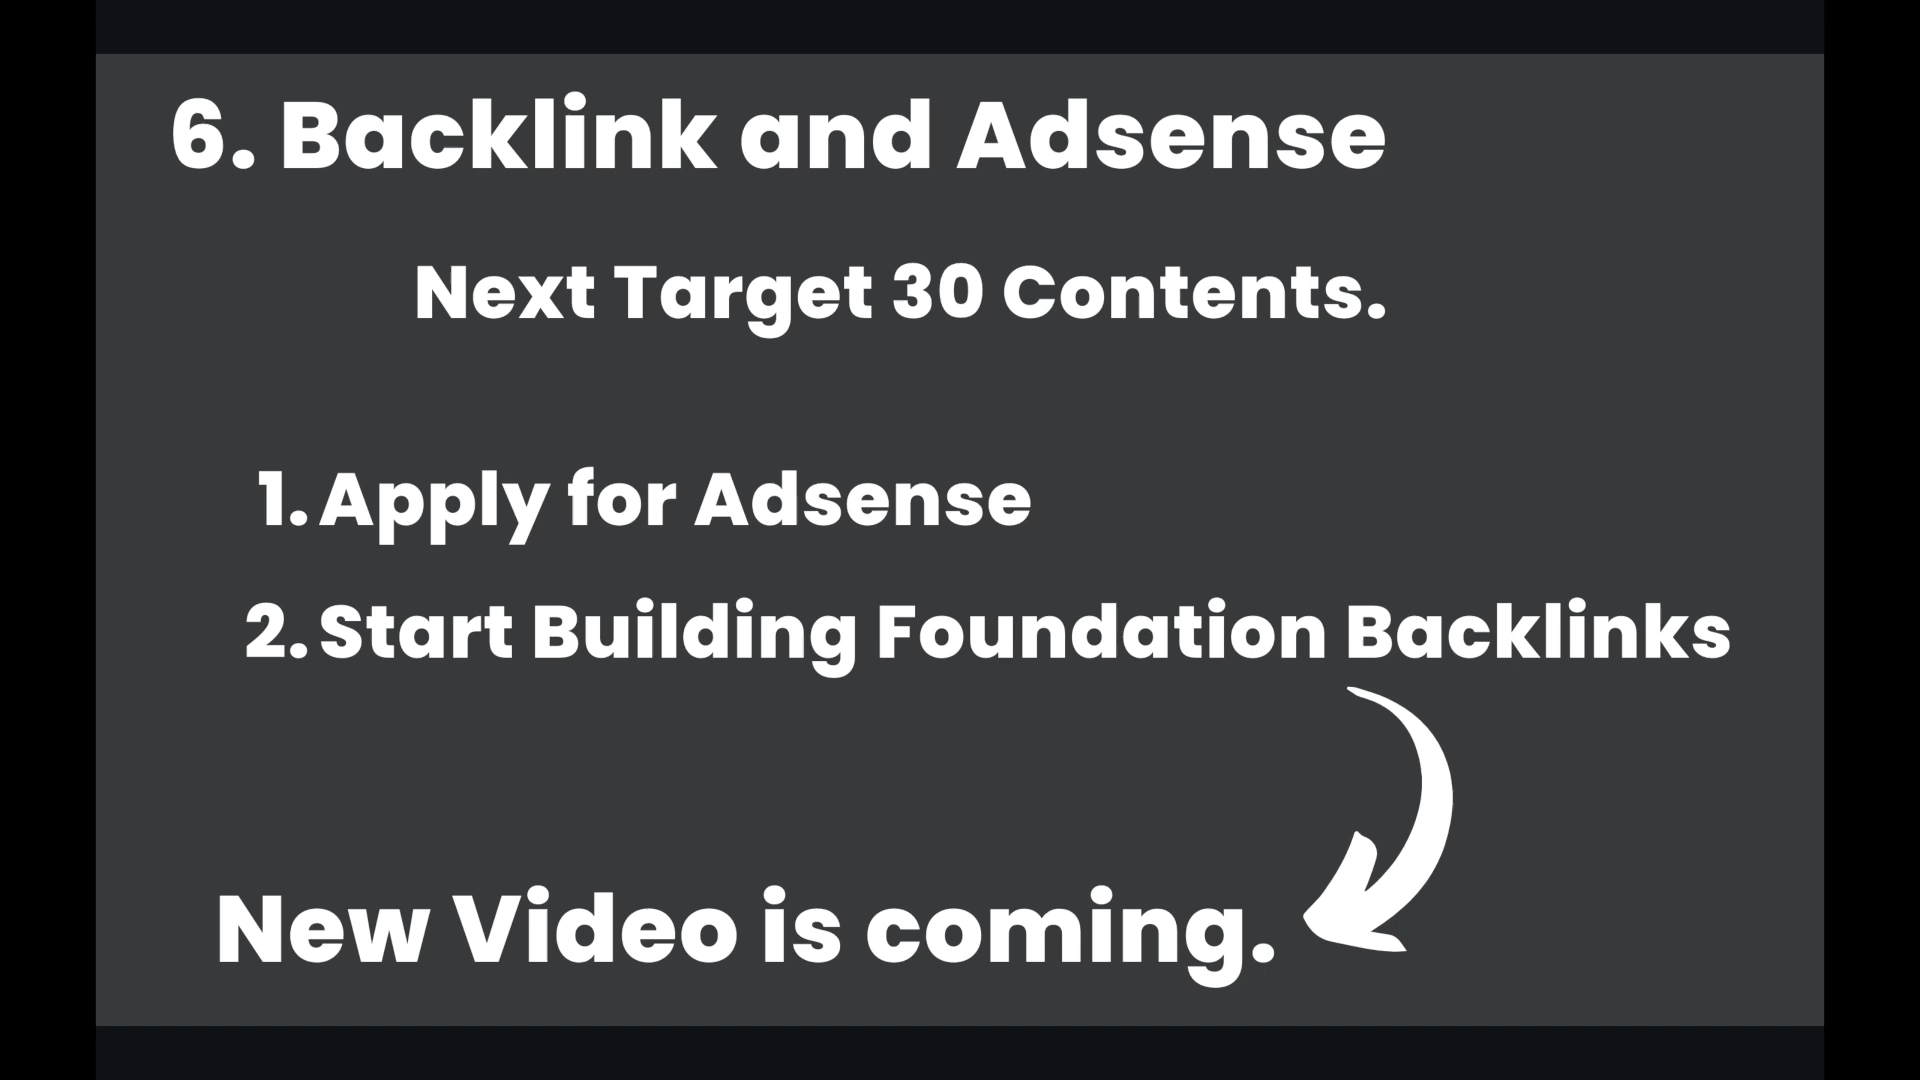 6. Backlink and Adsense
Next Target 30 Contents.
1. Apply for Adsense
2. Start Building Foundation Backlinks
New Video is coming.